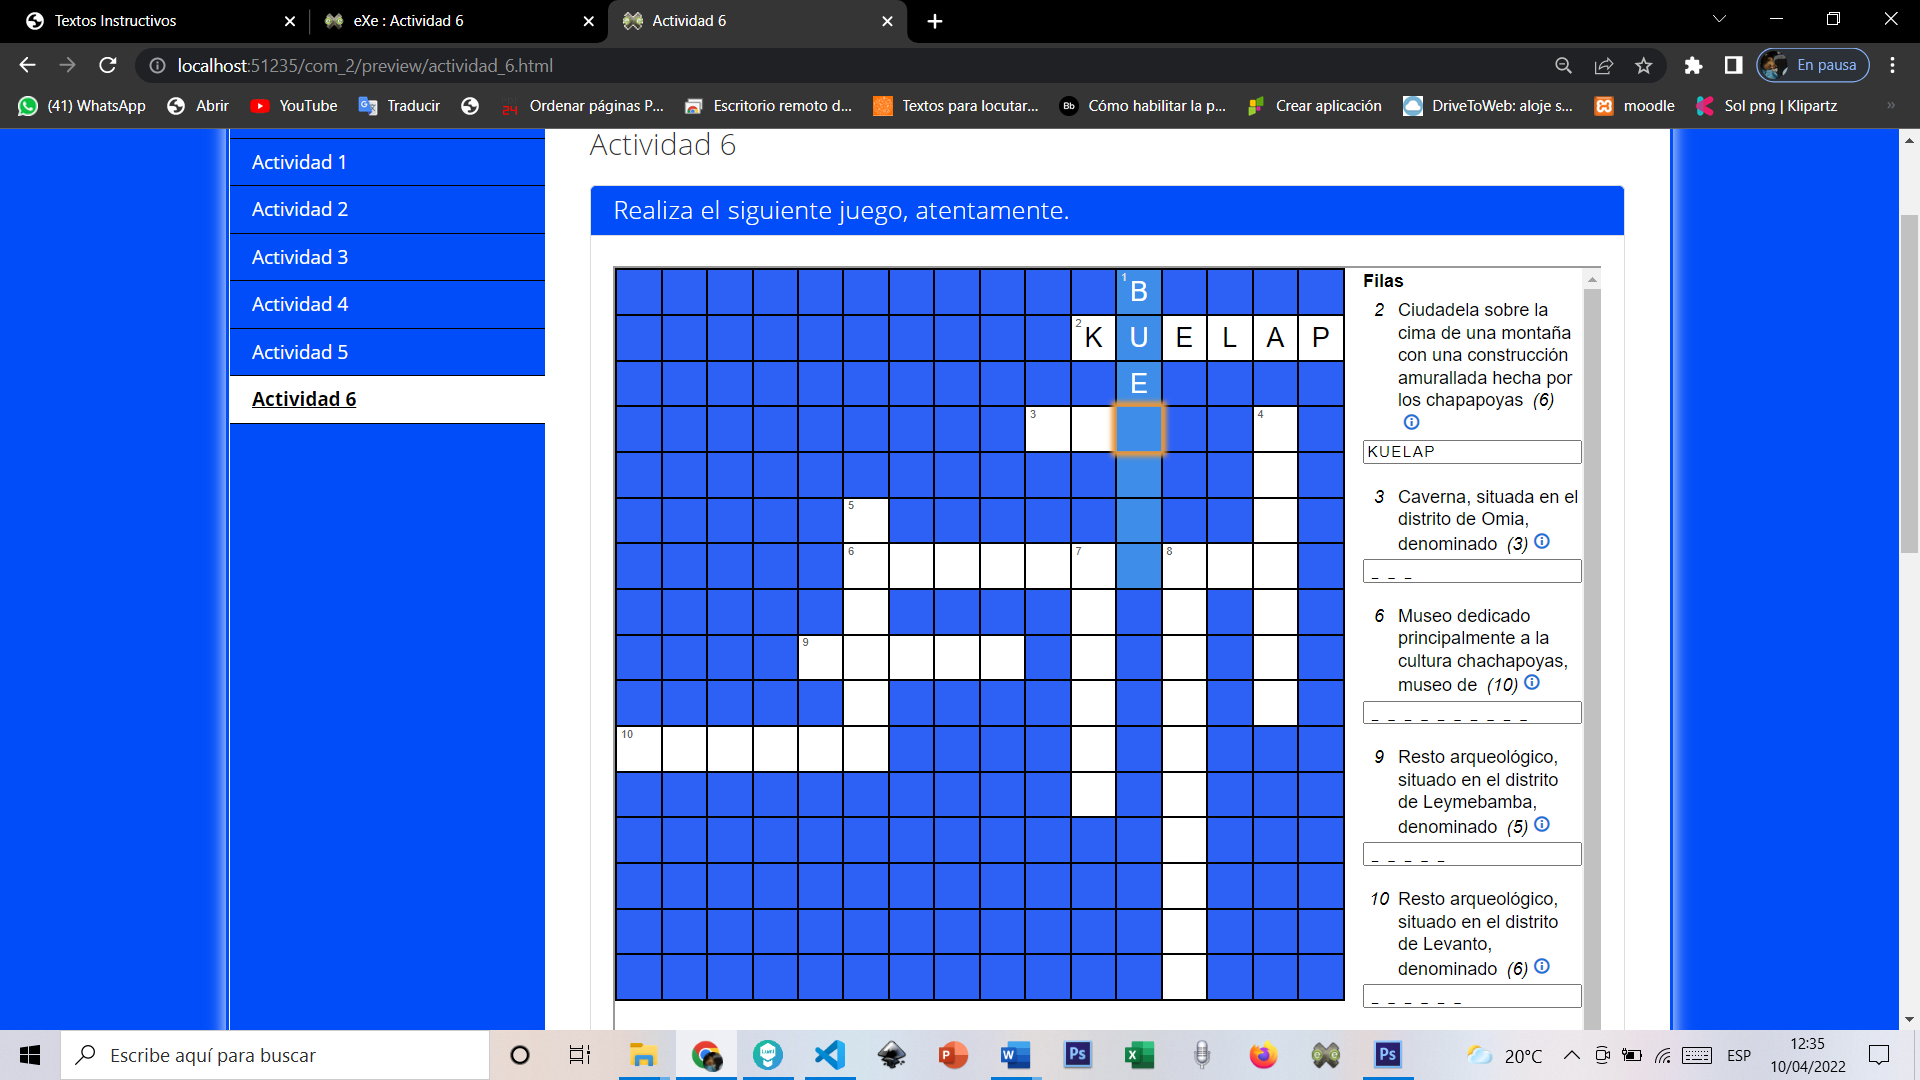 Textos Instructivos
eXe : Actividad 6
Actividad 6
localhost:51235/com_2/preview/actividad_6.html
En pausa
(41) WhatsApp
Abrir
YouTube
Traducir
24
Ordenar páginas P...
Escritorio remoto d...
Textos para locutar...
Bb
Cómo habilitar la p...
Crear aplicación
DriveToWeb: aloje s...
moodle
Sol png | Klipartz
»
Actividad 1
Actividad 2
Actividad 3
Actividad 4
Actividad 5
Actividad 6
Actividad 6
Realiza el siguiente juego, atentamente.
1 B
2 K U E L A P
E
3 4
5
6 7 8
9
10
Filas
2 Ciudadela sobre la
cima de una montaña
con una construcción
amurallada hecha por
los chapapoyas (6)
KUELAP
3 Caverna, situada en el
distrito de Omia,
denominado (3)
_ _ _
6 Museo dedicado
principalmente a la
cultura chachapoyas,
museo de (10)
_ _ _ _ _ _ _ _ _ _
9 Resto arqueológico,
situado en el distrito
de Leymebamba,
denominado (5)
_ _ _ _ _
10 Resto arqueológico,
situado en el distrito
de Levanto,
denominado (6)
_ _ _ _ _ _
Escribe aquí para buscar
20°C
ESP
12:35
10/04/2022